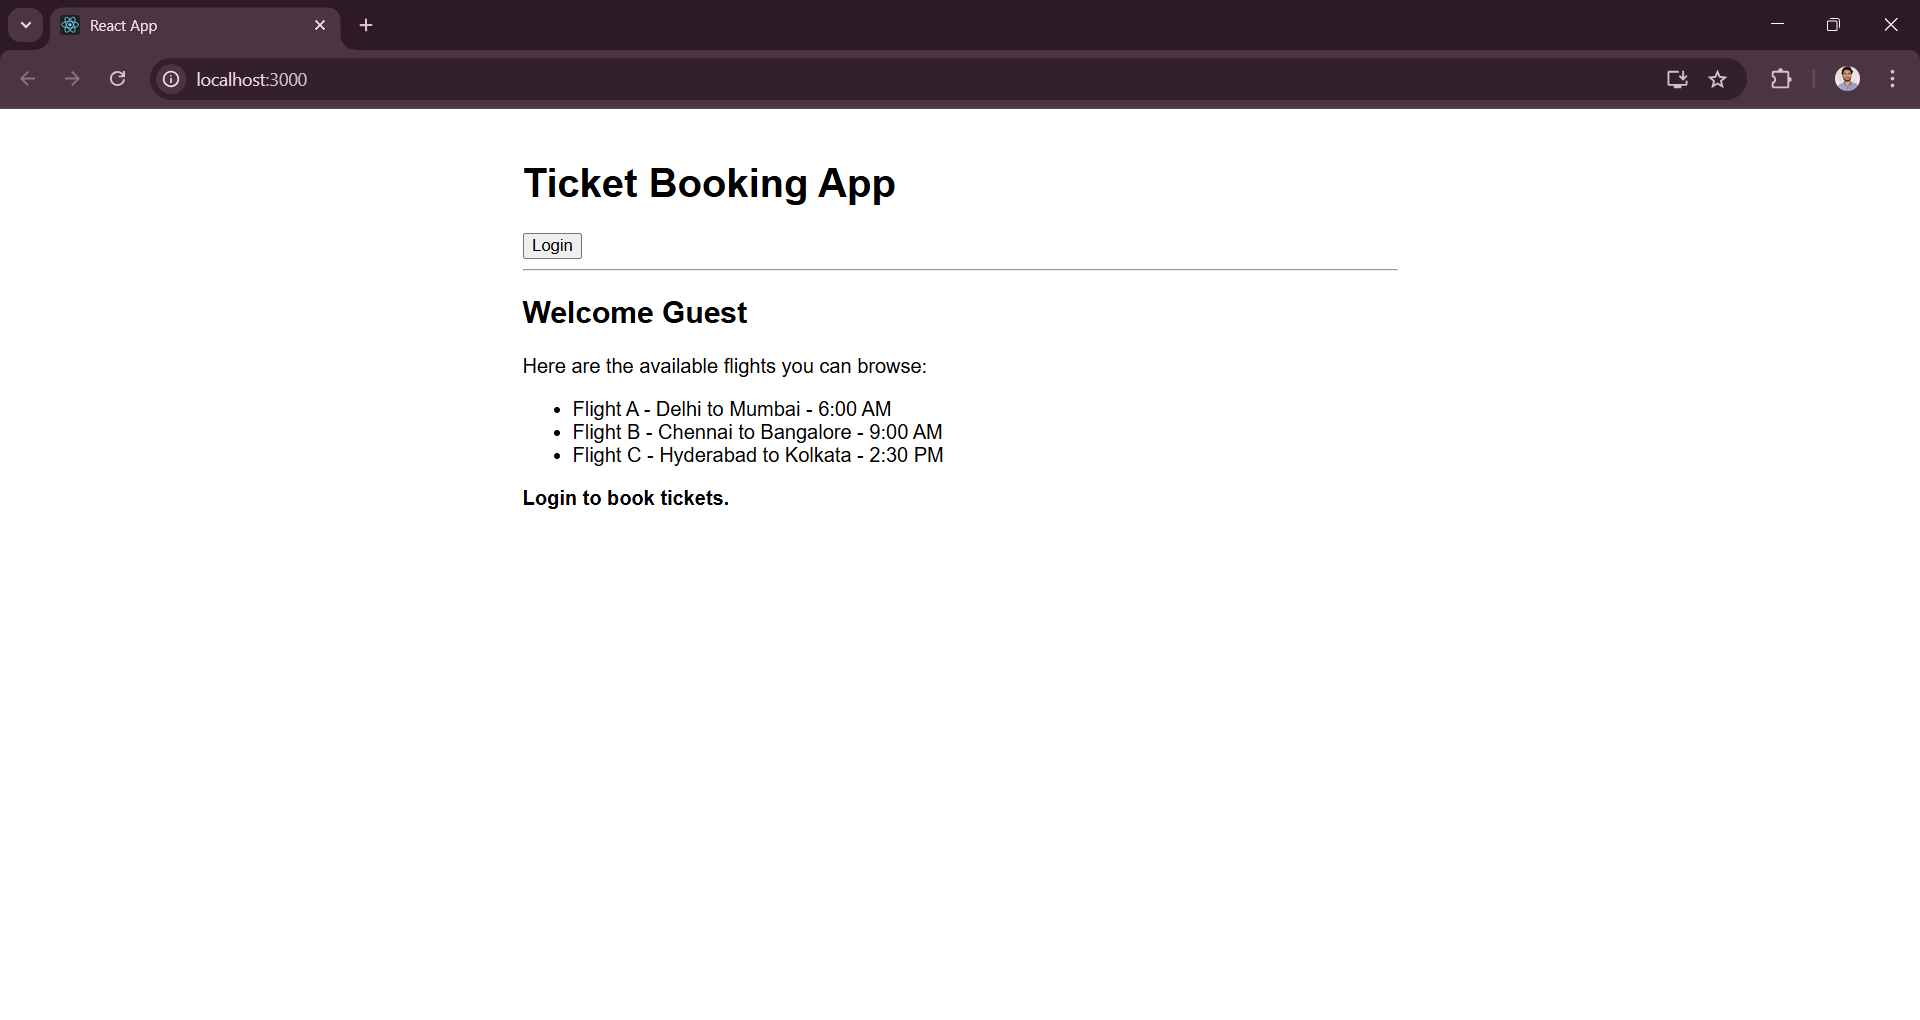 React App
localhost:3000
Ticket Booking App
Login
Welcome Guest
Here are the available flights you can browse:
Flight A - Delhi to Mumbai - 6:00 AM
Flight B - Chennai to Bangalore - 9:00 AM
Flight C - Hyderabad to Kolkata - 2:30 PM
Login to book tickets.